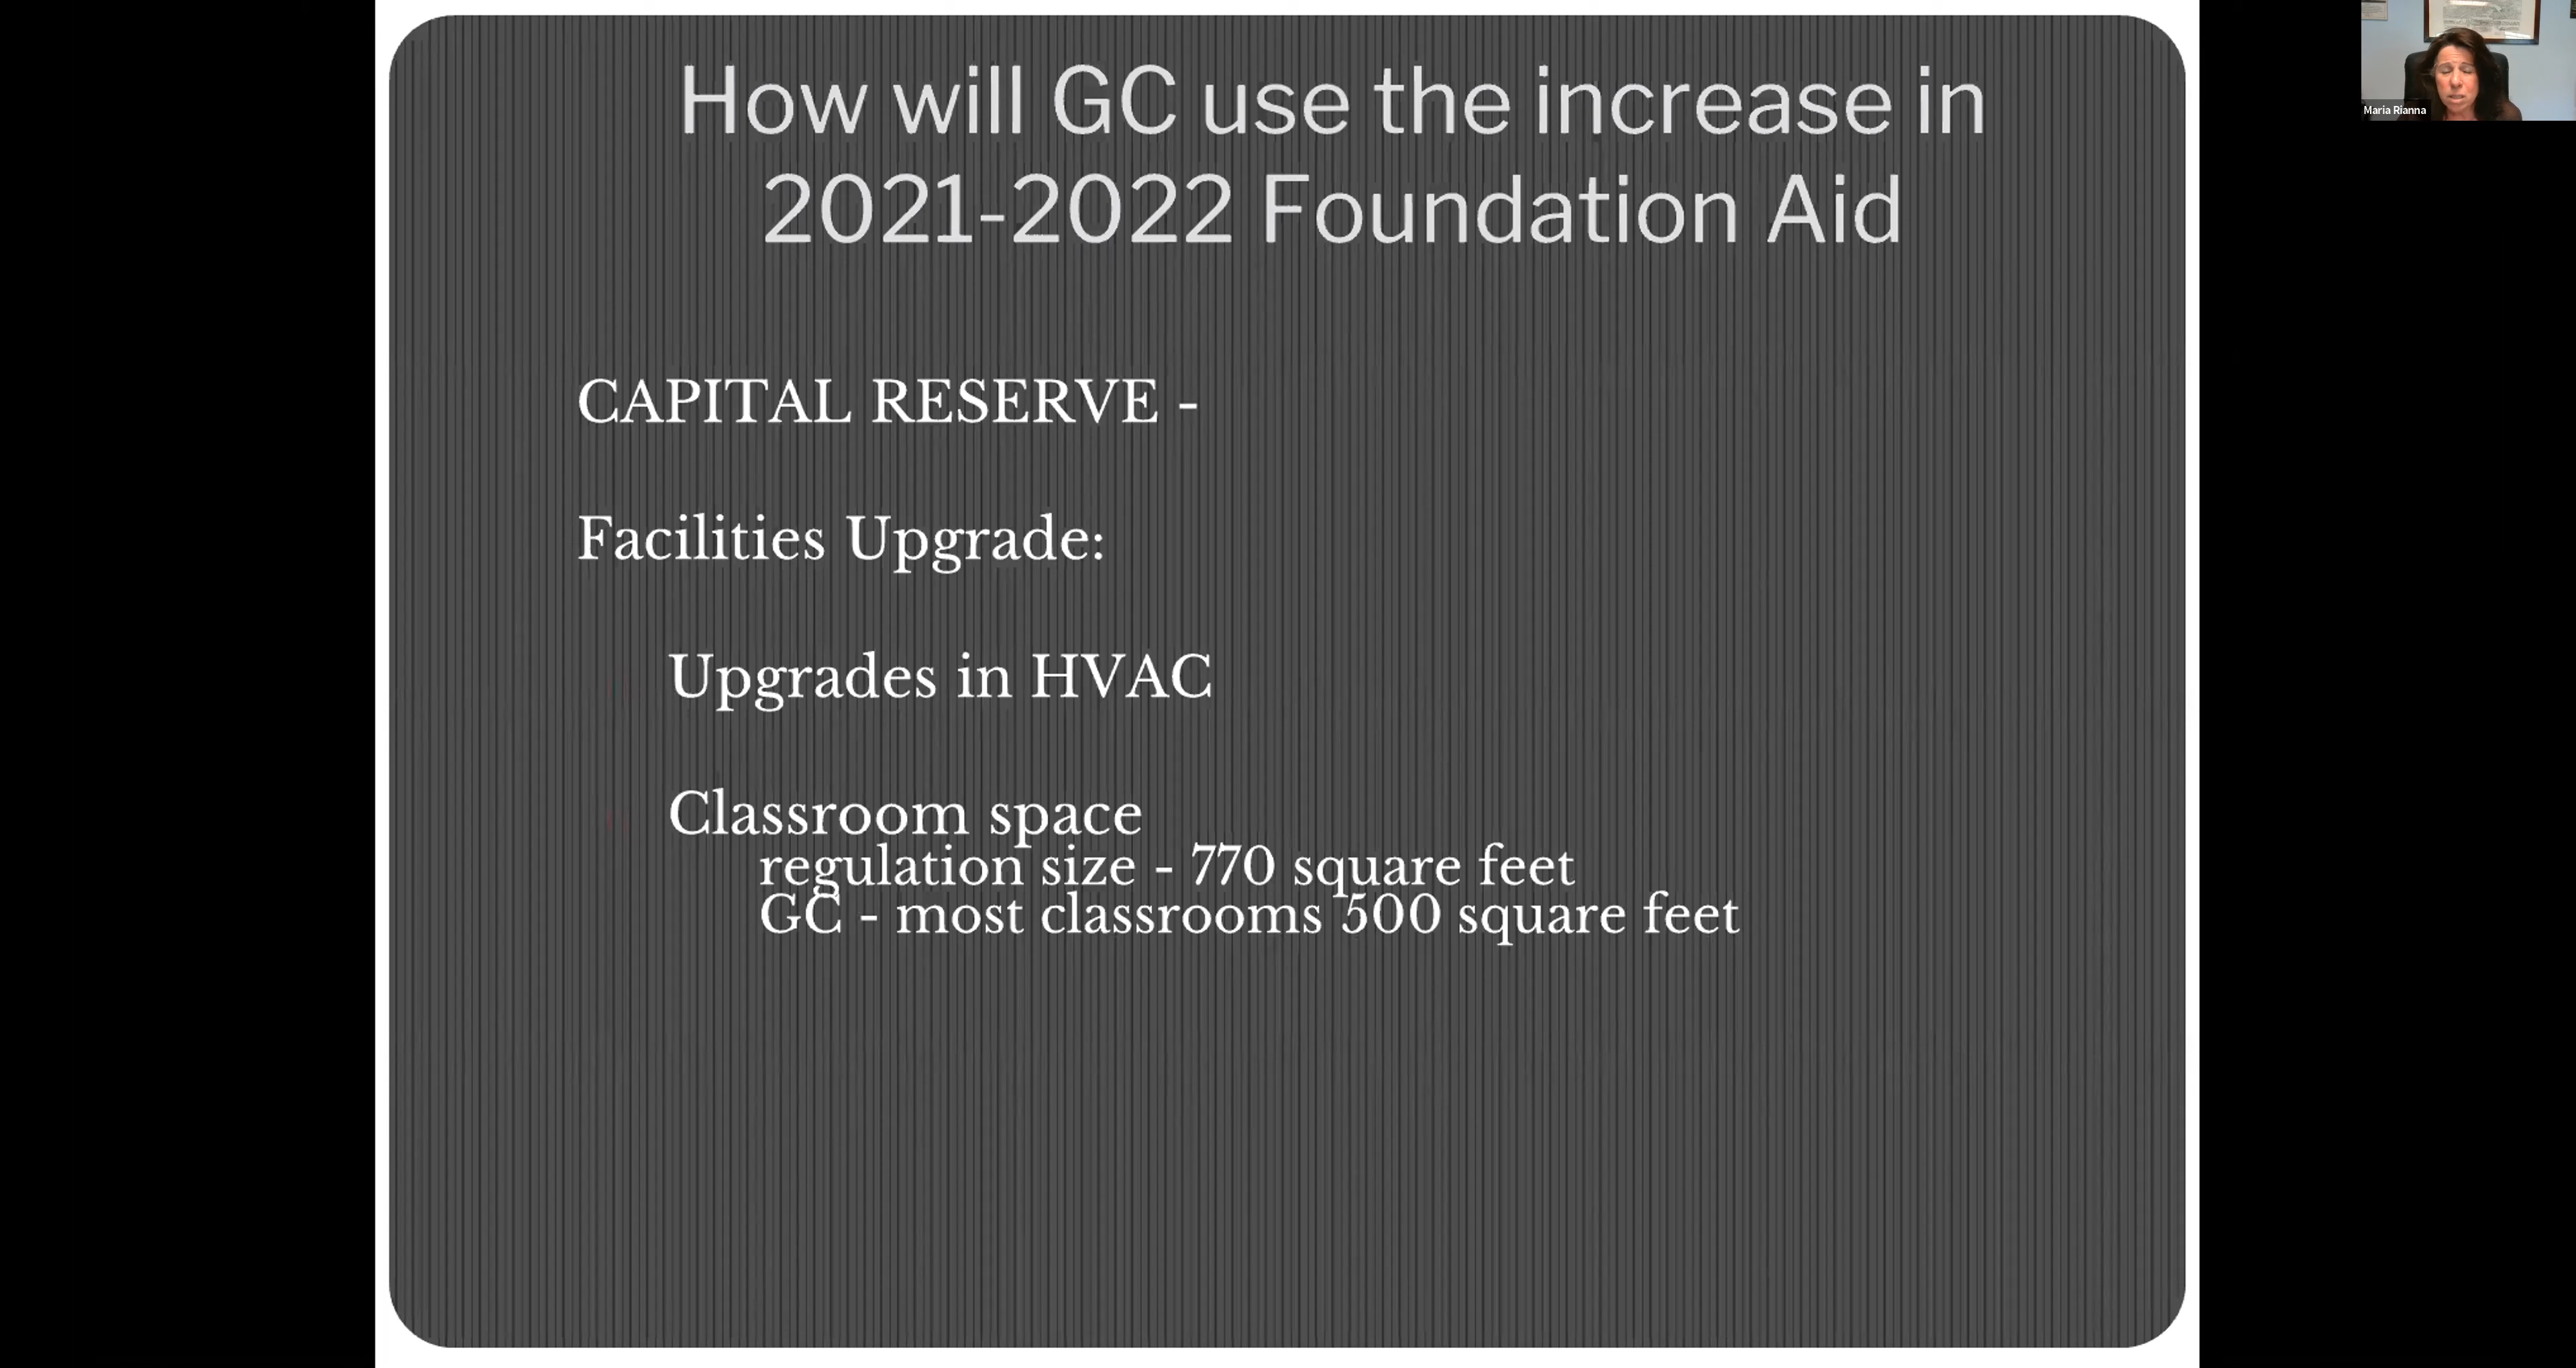 How will GC use the increase in
2021-2022 Foundation Aid
CAPITAL RESERVE -
Facilities Upgrade:
Upgrades in HVAC
Classroom space
regulation size - 770 square feet
GC - most classrooms 500 square feet
Maria Rianna